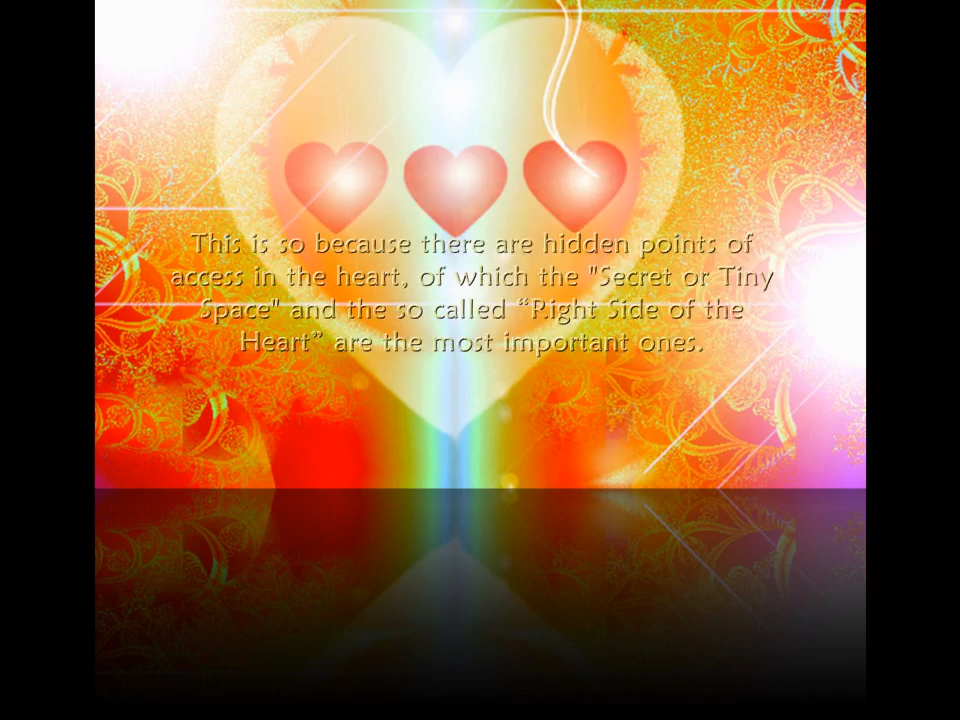 This is so because there are hidden points of
access in the heart, of which the "Secret or Tiny
Space" and the so called “Right Side of the
Heart” are the most important ones.